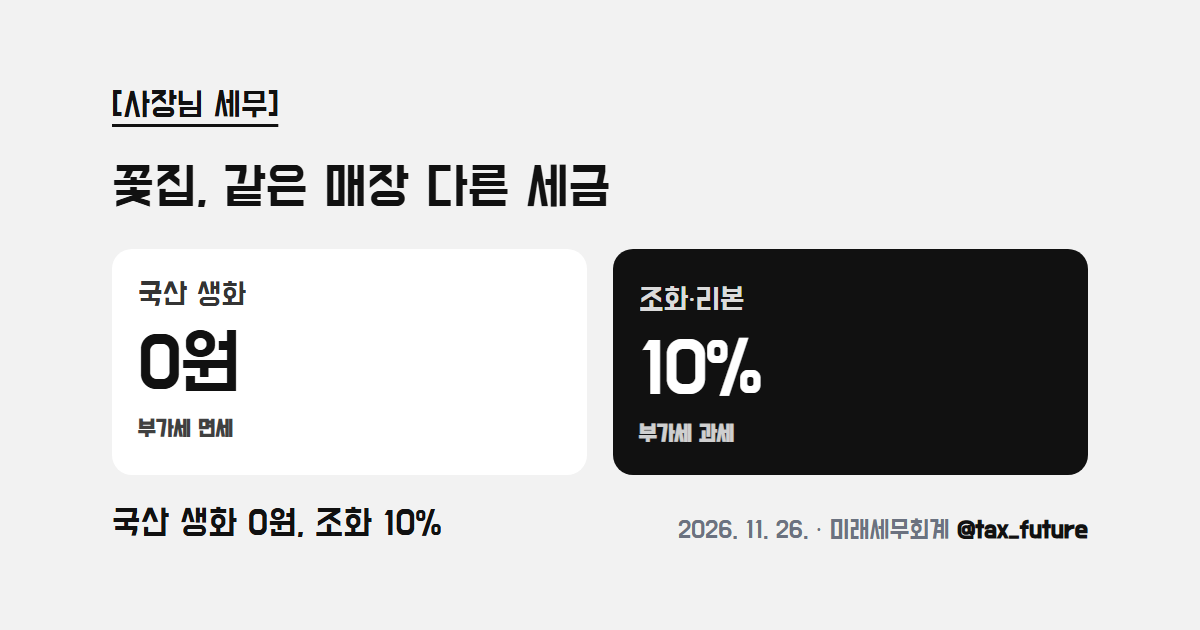 [사장님 세무]
꽃집, 같은 매장 다른 세금
국산 생화
0원
부가세 면세
조화·리본
10%
부가세 과세
국산 생화 0원, 조화 10%
2026. 11. 26. · 미래세무회계 @tax_future